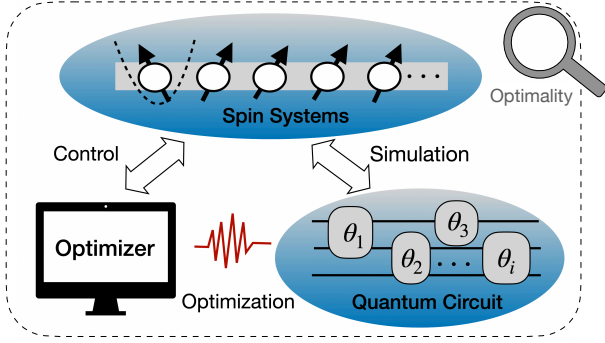 Optimality
. . .
Spin Systems
Control
Simulation
Optimizer
Optimization
θ1
θ3
θ2
. . .
θi
Quantum Circuit